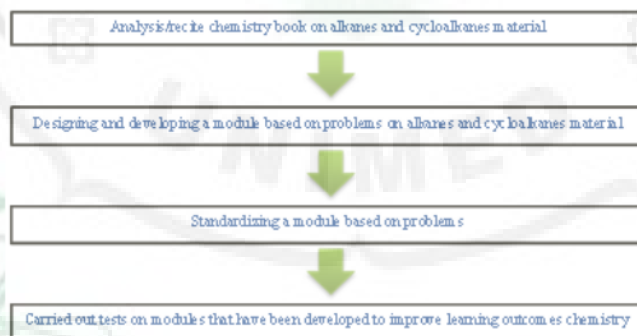 Analysis/recite chemistry book on alkanes and cycloalkanes material
Designing and developing a module based on problems on alkanes and cycloalkanes material
UNIMED
Standardizing a module based on problems
Carried out tests on modules that have been developed to improve learning outcomes chemistry